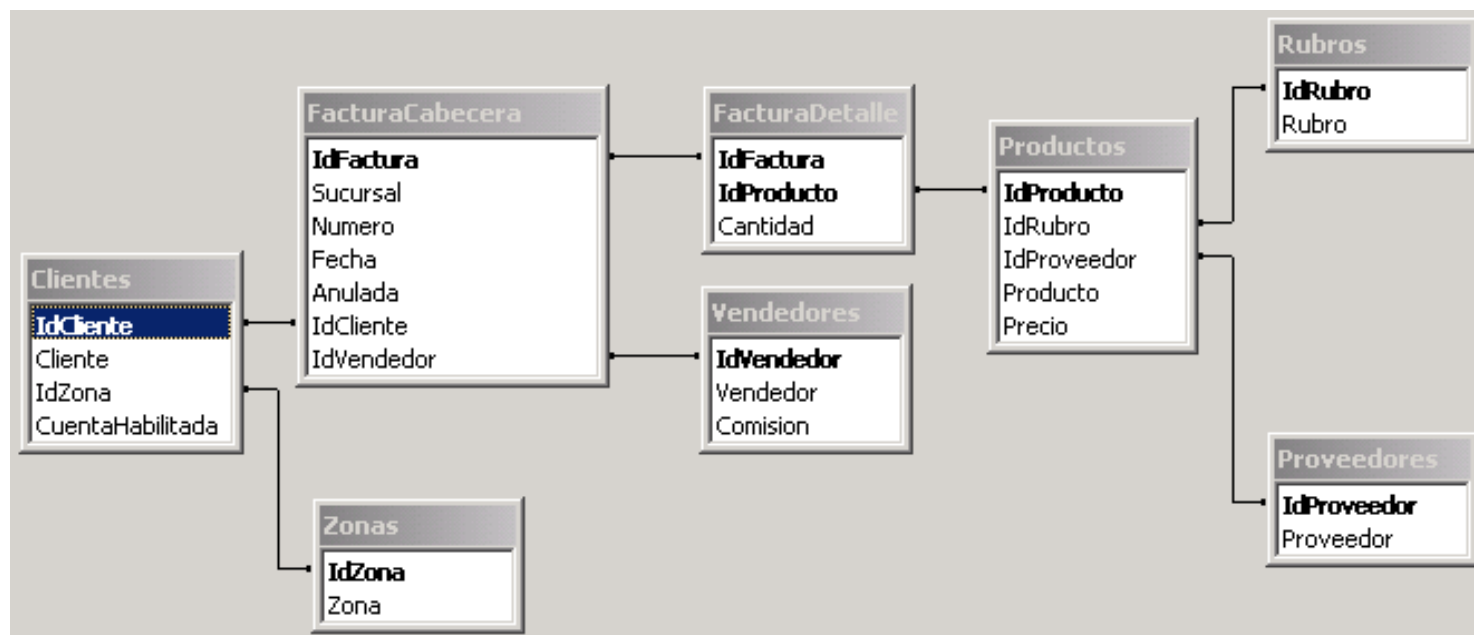 Clientes
IdCliente
Cliente
IdZona
CuentaHabilitada
FacturaCabecera
IdFactura
Sucursal
Numero
Fecha
Anulada
IdCliente
IdVendedor
Zonas
IdZona
Zona
FacturaDetalle
IdFactura
IdProducto
Cantidad
Vendedores
IdVendedor
Vendedor
Comision
Productos
IdProducto
IdRubro
IdProveedor
Producto
Precio
Rubros
IdRubro
Rubro
Proveedores
IdProveedor
Proveedor